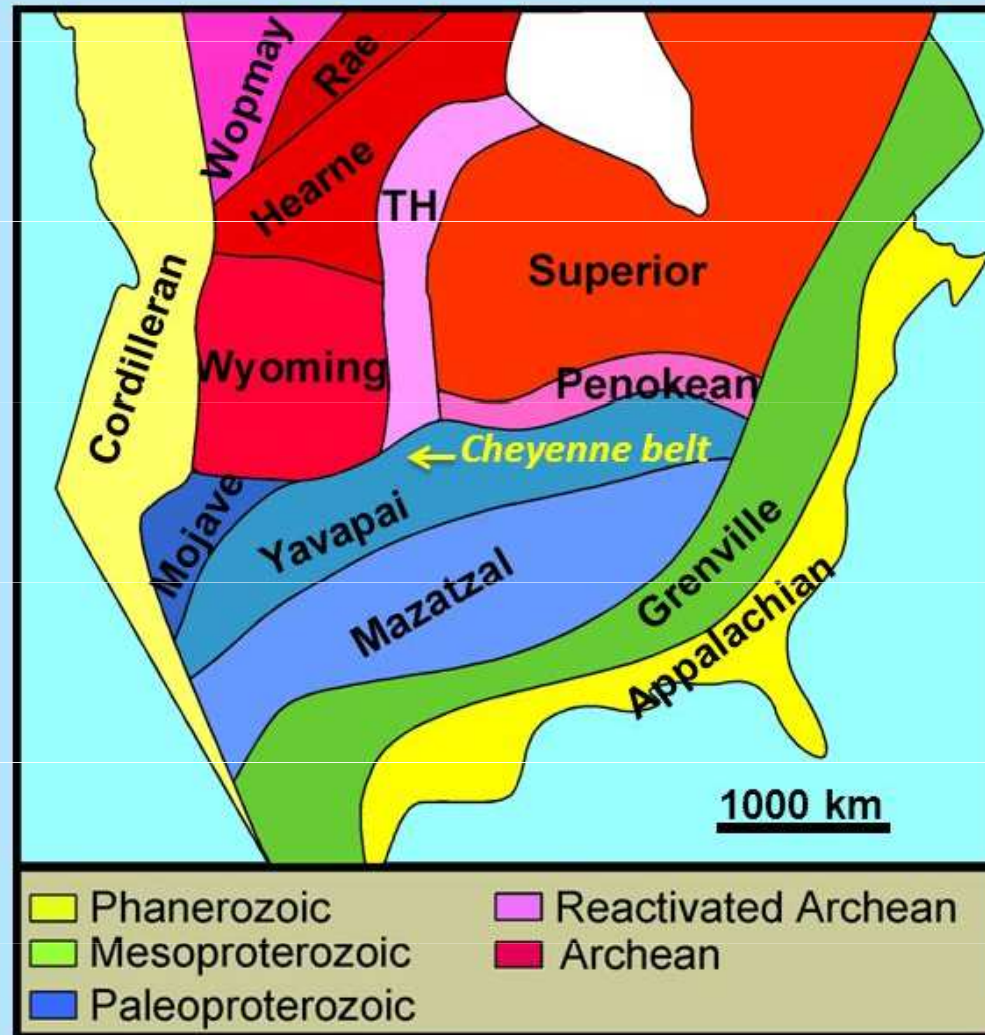 Wopmay
Rae
Hearne
TH
Superior
Cordilleran
Wyoming
Penokean
← Cheyenne belt
Mojave
Yavapai
Mazatzal
Grenville
Appalachian
1000 km
Phanerozoic
Mesoproterozoic
Paleoproterozoic
Reactivated Archean
Archean